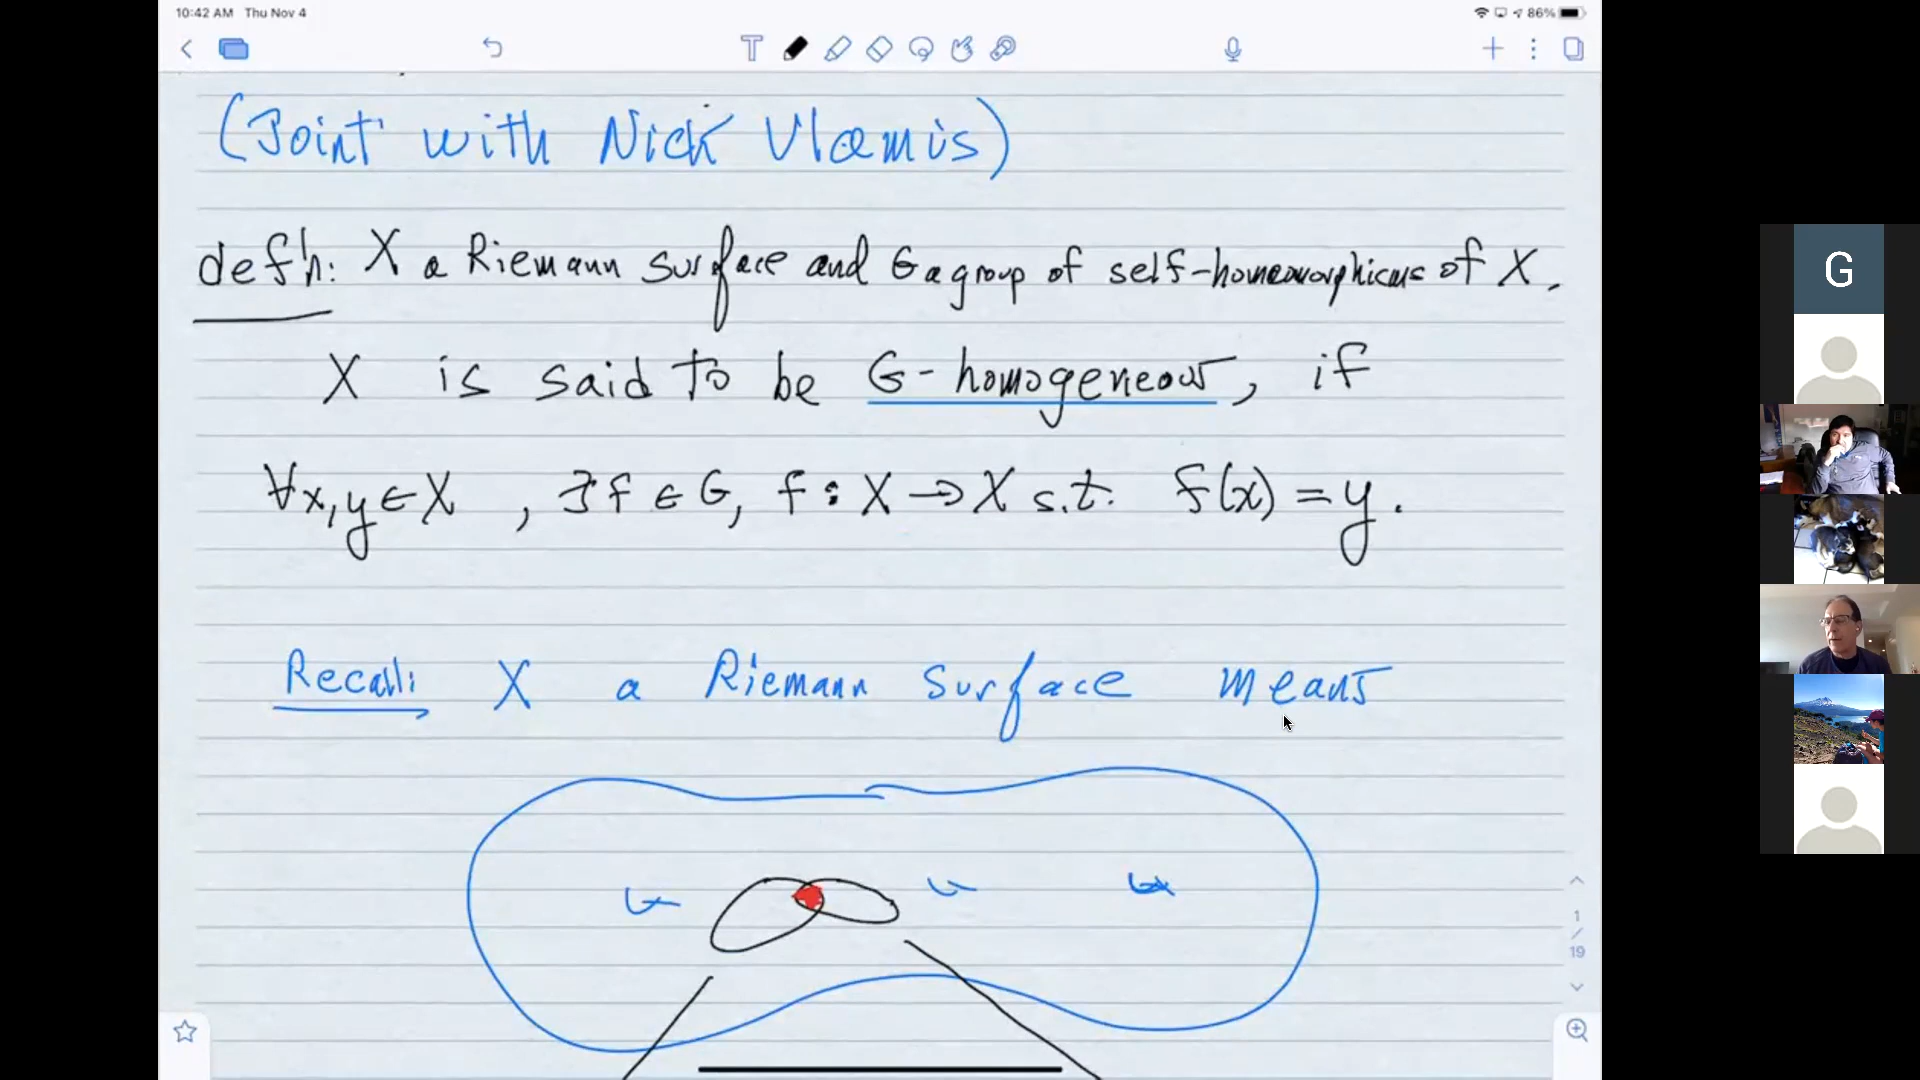 10:42 AM Thu Nov 4
86%
T
(Joint with Nick Vlamis)
defn: X a Riemann surface and G a group of self-homeomorphisms of X.
X is said to be G-homogeneous, if
∀x,y ∈ X , ∃ f ∈ G, f : X → X s.t. f(x) = y.
Recall: X a Riemann surface means
1
/
19
G